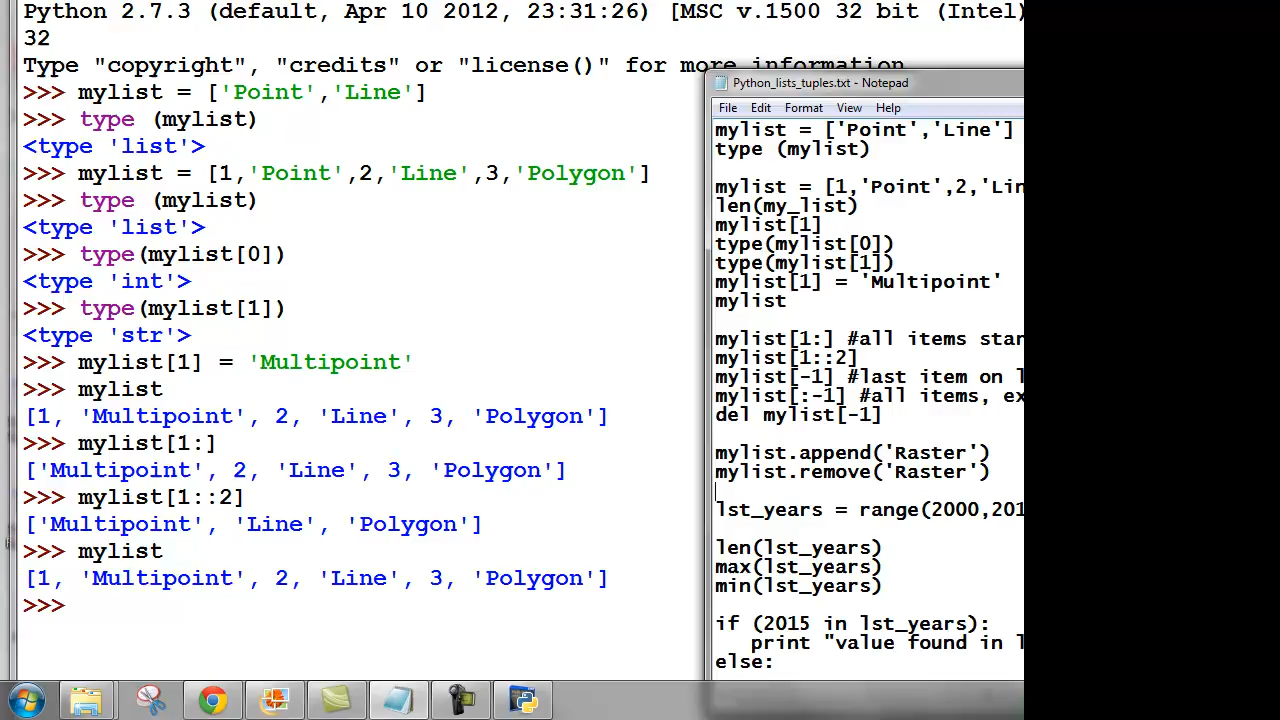 Python 2.7.3 (default, Apr 10 2012, 23:31:26) [MSC v.1500 32 bit (Intel)
32
Type "copyright", "credits" or "license()" for more information
>>> mylist = ['Point','Line']
>>> type (mylist)
<type 'list'>
>>> mylist = [1,'Point',2,'Line',3,'Polygon']
>>> type (mylist)
<type 'list'>
>>> type(mylist[0])
<type 'int'>
>>> type(mylist[1])
<type 'str'>
>>> mylist[1] = 'Multipoint'
>>> mylist
[1, 'Multipoint', 2, 'Line', 3, 'Polygon']
>>> mylist[1:]
['Multipoint', 2, 'Line', 3, 'Polygon']
>>> mylist[1::2]
['Multipoint', 'Line', 'Polygon']
>>> mylist
[1, 'Multipoint', 2, 'Line', 3, 'Polygon']
>>>
Python_lists_tuples.txt - Notepad
File Edit Format View Help
mylist = ['Point','Line']
type (mylist)
mylist = [1,'Point',2,'Lin
len(my_list)
mylist[1]
type(mylist[0])
type(mylist[1])
mylist[1] = 'Multipoint'
mylist
mylist[1:] #all items star
mylist[1::2]
mylist[-1] #last item on l
mylist[:-1] #all items, ex
del mylist[-1]
mylist.append('Raster')
mylist.remove('Raster')
lst_years = range(2000,201
len(lst_years)
max(lst_years)
min(lst_years)
if (2015 in lst_years):
print "value found in l
else: